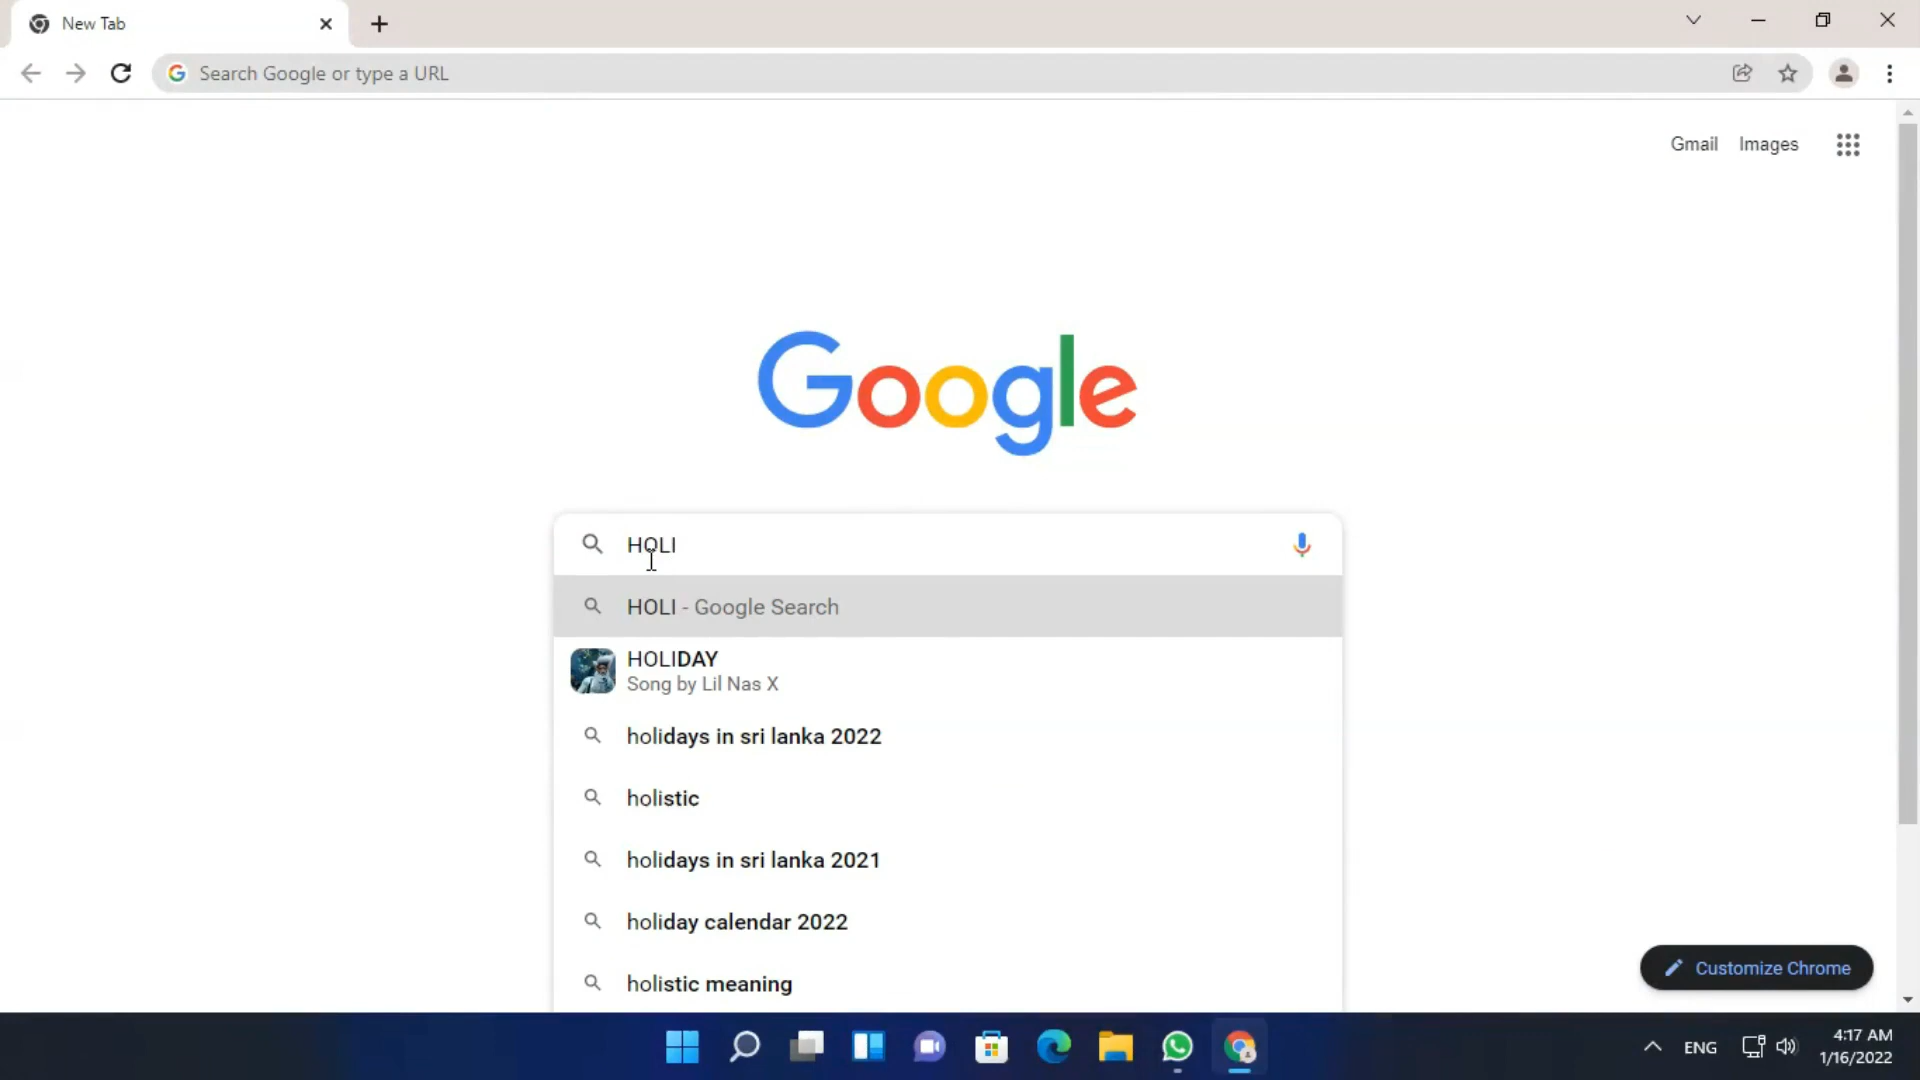 New Tab
Search Google or type a URL
Gmail Images
Google
HOLI
HOLI - Google Search
HOLIDAY
Song by Lil Nas X
holidays in sri lanka 2022
holistic
holidays in sri lanka 2021
holiday calendar 2022
holistic meaning
Customize Chrome
ENG
4:17 AM
1/16/2022